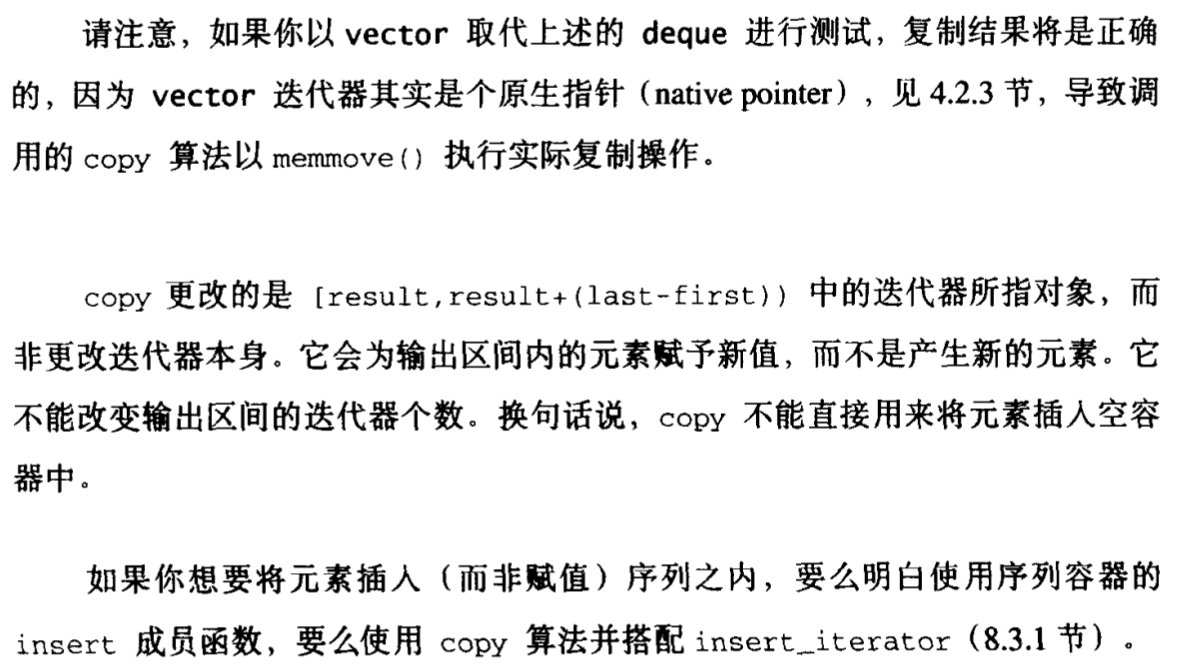 请注意，如果你以 vector 取代上述的 deque 进行测试，复制结果将是正确
的，因为 vector 迭代器其实是个原生指针（native pointer），见 4.2.3 节，导致调
用的 copy 算法以 memmove() 执行实际复制操作。
copy 更改的是 [result,result+(last-first)) 中的迭代器所指对象，而
非更改迭代器本身。它会为输出区间内的元素赋予新值，而不是产生新的元素。它
不能改变输出区间的迭代器个数。换句话说，copy 不能直接用来将元素插入空容
器中。
如果你想要将元素插入（而非赋值）序列之内，要么明白使用序列容器的
insert 成员函数，要么使用 copy 算法并搭配 insert_iterator（8.3.1 节）。